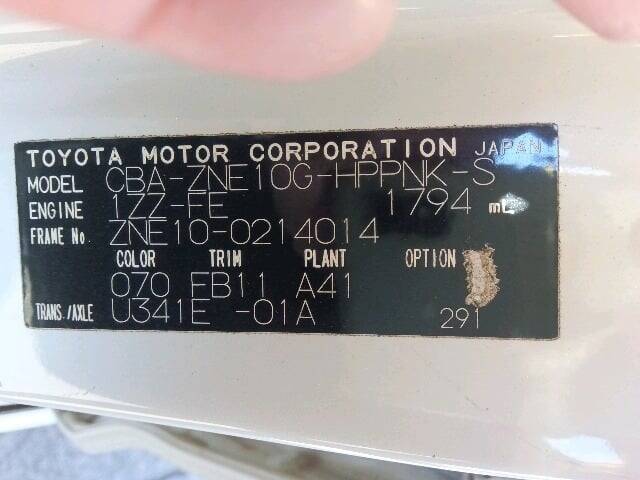 TOYOTA MOTOR CORPORATION JAPAN
MODEL CBA-ZNE10G-HPPNK-S
ENGINE 1ZZ-FE 1794 mL
FRAME No ZNE10-0214014
COLOR TRIM PLANT OPTION
070 FB11 A41
TRANS./AXLE U341E -01A 291